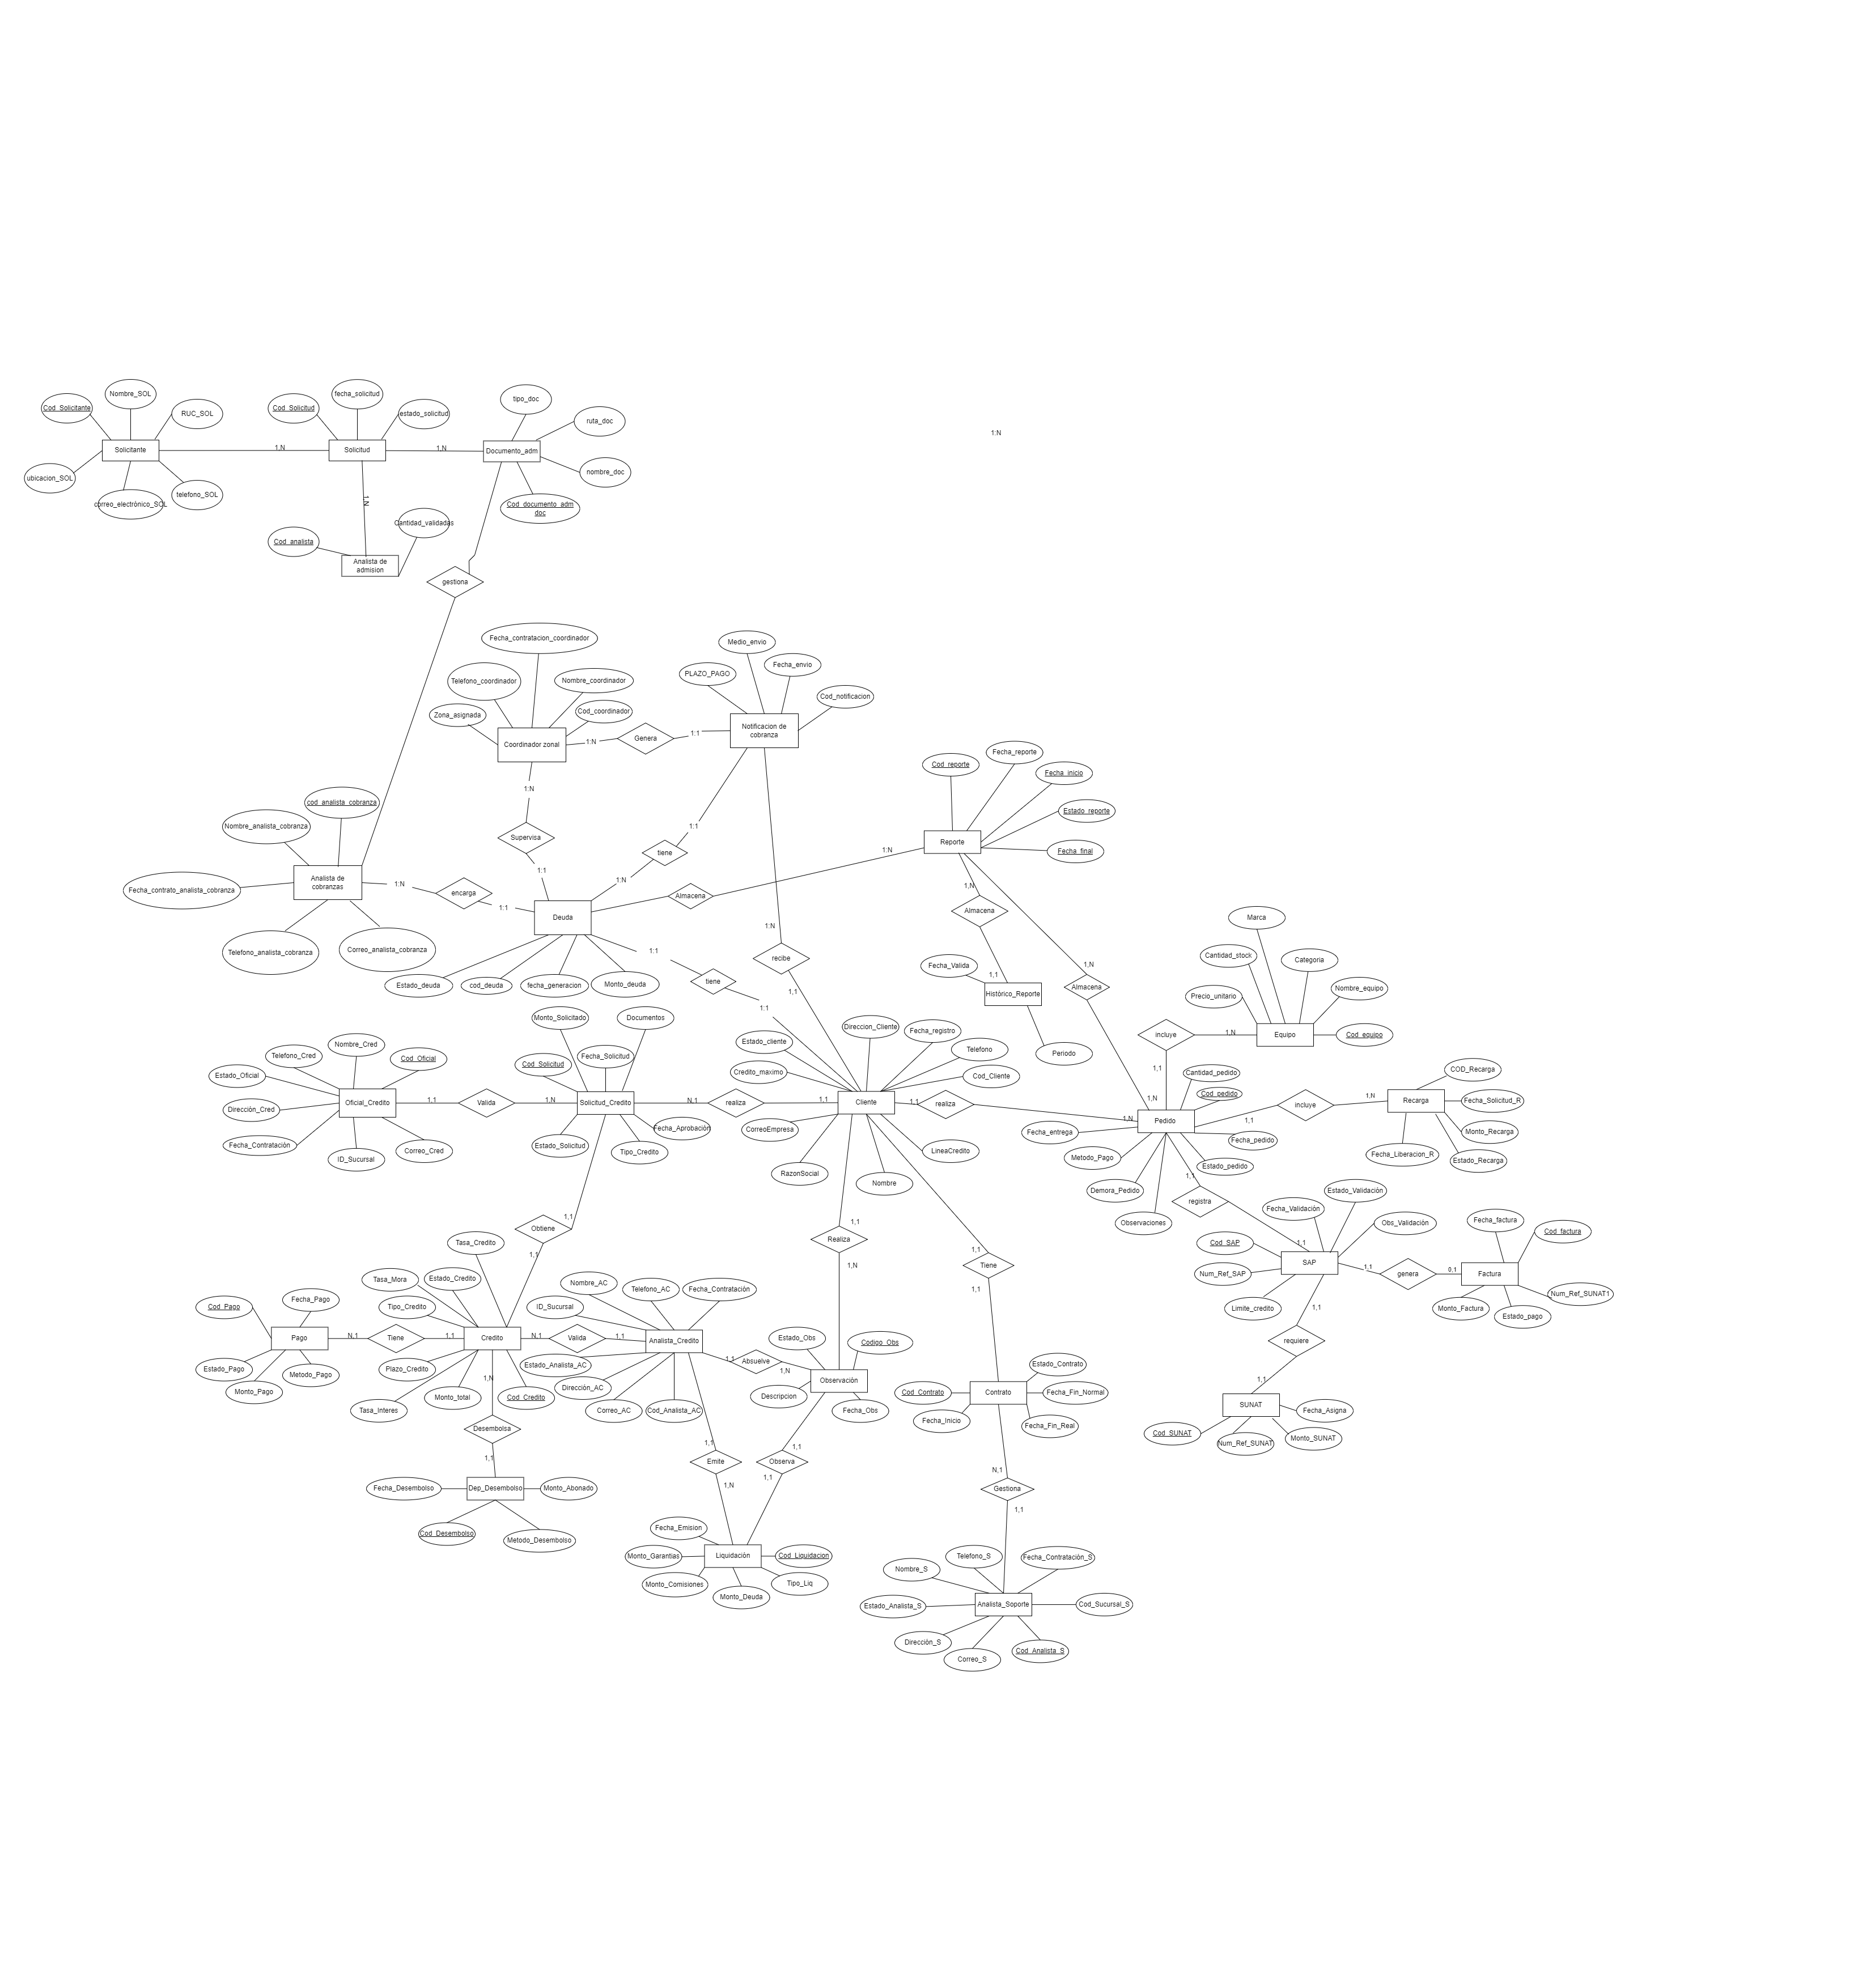 Nombre_SOL
Cod_Solicitante
RUC_SOL
Solicitante
ubicacion_SOL
correo_electrónico_SOL
telefono_SOL
1:N
fecha_solicitud
Cod_Solicitud
estado_solicitud
Solicitud
1,N
tipo_doc
ruta_doc
Documento_adm
nombre_doc
Cod_documento_adm
doc
1:N
1:N
Cantidad_validadas
Cod_analista
Analista de
admision
gestiona
Fecha_contratacion_coordinador
Telefono_coordinador
Nombre_coordinador
Zona_asignada
Cod_coordinador
Coordinador zonal
1:N
Genera
1:1
Medio_envio
Fecha_envio
PLAZO_PAGO
Cod_notificacion
Notificacion de
cobranza
1:N
Supervisa
1:1
1:1
tiene
1:N
cod_analista_cobranza
Nombre_analista_cobranza
Analista de
cobranzas
Fecha_contrato_analista_cobranza
Telefono_analista_cobranza
Correo_analista_cobranza
1:N
encarga
1:1
Deuda
Almacena
1:N
Estado_deuda
cod_deuda
fecha_generacion
Monto_deuda
1:1
tiene
1:1
1:N
recibe
1,1
Cod_reporte
Fecha_reporte
Fecha_inicio
Estado_reporte
Reporte
Fecha_final
1,N
Almacena
1,1
Fecha_Valida
Histórico_Reporte
Periodo
1,N
Almacena
1,N
Marca
Cantidad_stock
Categoria
Precio_unitario
Nombre_equipo
Equipo
Cod_equipo
incluye
1,N
1,1
Monto_Solicitado
Documentos
Cod_Solicitud
Fecha_Solicitud
Solicitud_Credito
Estado_Solicitud
Tipo_Credito
Fecha_Aprobación
Nombre_Cred
Telefono_Cred
Cod_Oficial
Estado_Oficial
Oficial_Credito
Dirección_Cred
Fecha_Contratación
ID_Sucursal
Correo_Cred
1,1
Valida
1,N
N,1
realiza
1,1
Direccion_Cliente
Fecha_registro
Estado_cliente
Telefono
Credito_maximo
Cod_Cliente
Cliente
CorreoEmpresa
LineaCredito
RazonSocial
Nombre
1,1
realiza
1,N
Cantidad_pedido
Cod_pedido
Pedido
Fecha_entrega
Fecha_pedido
Metodo_Pago
Estado_pedido
Demora_Pedido
Observaciones
1,1
incluye
1,N
COD_Recarga
Recarga
Fecha_Solicitud_R
Monto_Recarga
Fecha_Liberacion_R
Estado_Recarga
1,1
registra
1,1
Estado_Validación
Fecha_Validación
Obs_Validación
Cod_SAP
SAP
Num_Ref_SAP
Limite_credito
1,1
genera
0.1
Fecha_factura
Cod_factura
Factura
Num_Ref_SUNAT1
Monto_Factura
Estado_pago
1,1
requiere
1,1
SUNAT
Fecha_Asigna
Cod_SUNAT
Num_Ref_SUNAT
Monto_SUNAT
1,1
Obtiene
1,1
1,1
Realiza
1,N
1,1
Tiene
1,1
Tasa_Credito
Tasa_Mora
Estado_Credito
Tipo_Credito
Credito
Plazo_Credito
Tasa_Interes
Monto_total
Cod_Credito
Fecha_Pago
Cod_Pago
Pago
Estado_Pago
Monto_Pago
Metodo_Pago
N,1
Tiene
1,1
N,1
Valida
1,1
Nombre_AC
Telefono_AC
Fecha_Contratación
ID_Sucursal
Analista_Credito
Estado_Analista_AC
Dirección_AC
Correo_AC
Cod_Analista_AC
1,1
Absuelve
1,N
Estado_Obs
Codigo_Obs
Observación
Descripcion
Fecha_Obs
Estado_Contrato
Cod_Contrato
Contrato
Fecha_Fin_Normal
Fecha_Inicio
Fecha_Fin_Real
1,N
Desembolsa
1,1
Fecha_Desembolso
Dep_Desembolso
Monto_Abonado
Cod_Desembolso
Metodo_Desembolso
1,1
Emite
1,N
1,1
Observa
1,1
N,1
Gestiona
1,1
Fecha_Emision
Monto_Garantias
Liquidación
Cod_Liquidacion
Monto_Comisiones
Tipo_Liq
Monto_Deuda
Telefono_S
Fecha_Contratación_S
Nombre_S
Estado_Analista_S
Analista_Soporte
Cod_Sucursal_S
Dirección_S
Correo_S
Cod_Analista_S